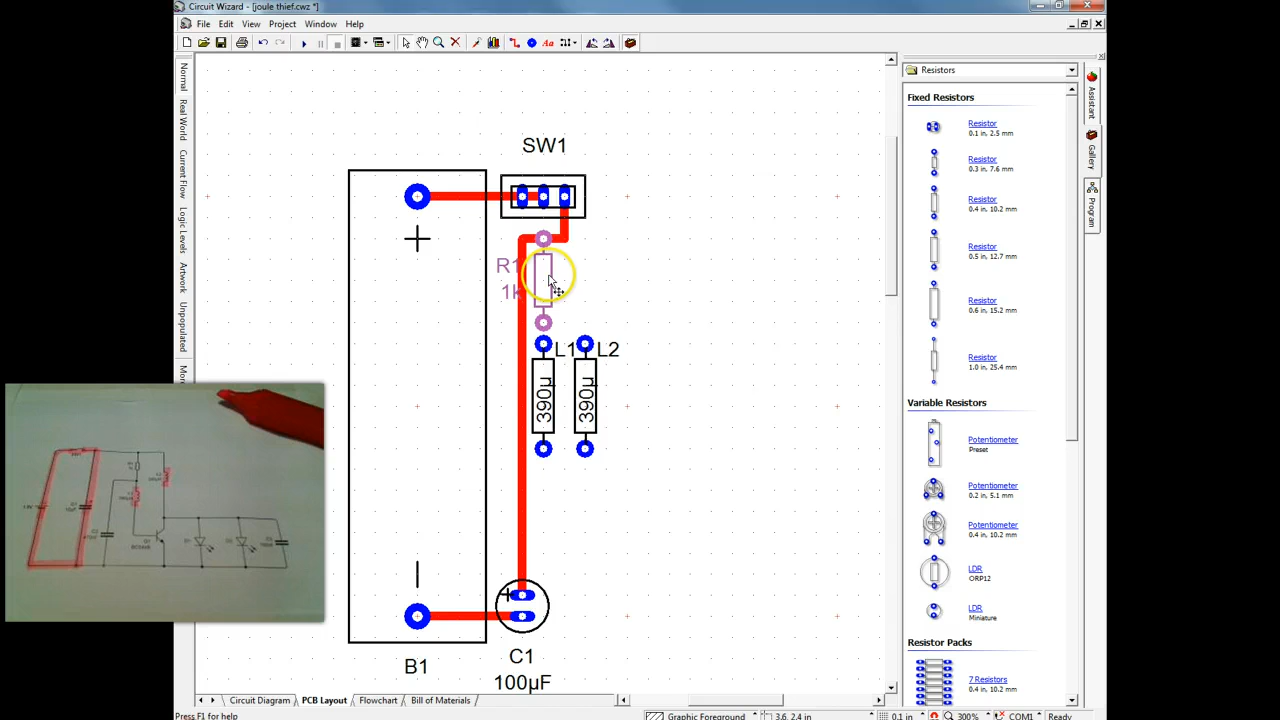 Circuit Wizard - [joule thief.cwz *]
File Edit View Project Window Help
Normal
Real World
Current Flow
Logic Levels
Artwork
Unpopulated
More
SW1
R1
1K
L1 L2
390µ 390µ
B1
C1
100µF
Resistors
Fixed Resistors
Resistor
0.1 in, 2.5 mm
Resistor
0.3 in, 7.6 mm
Resistor
0.4 in, 10.2 mm
Resistor
0.5 in, 12.7 mm
Resistor
0.6 in, 15.2 mm
Resistor
1.0 in, 25.4 mm
Variable Resistors
Potentiometer
Preset
Potentiometer
0.2 in, 5.1 mm
Potentiometer
0.4 in, 10.2 mm
LDR
ORP12
LDR
Miniature
Resistor Packs
7 Resistors
0.4 in, 10.2 mm
Assistant
Gallery
Program
Circuit Diagram PCB Layout Flowchart Bill of Materials
Press F1 for help Graphic Foreground 3.6, 2.4 in 0.1 in 300% COM1 Ready